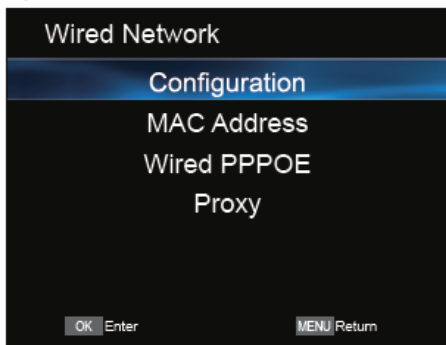 Wired Network
Configuration
MAC Address
Wired PPPOE
Proxy
OK Enter MENU Return